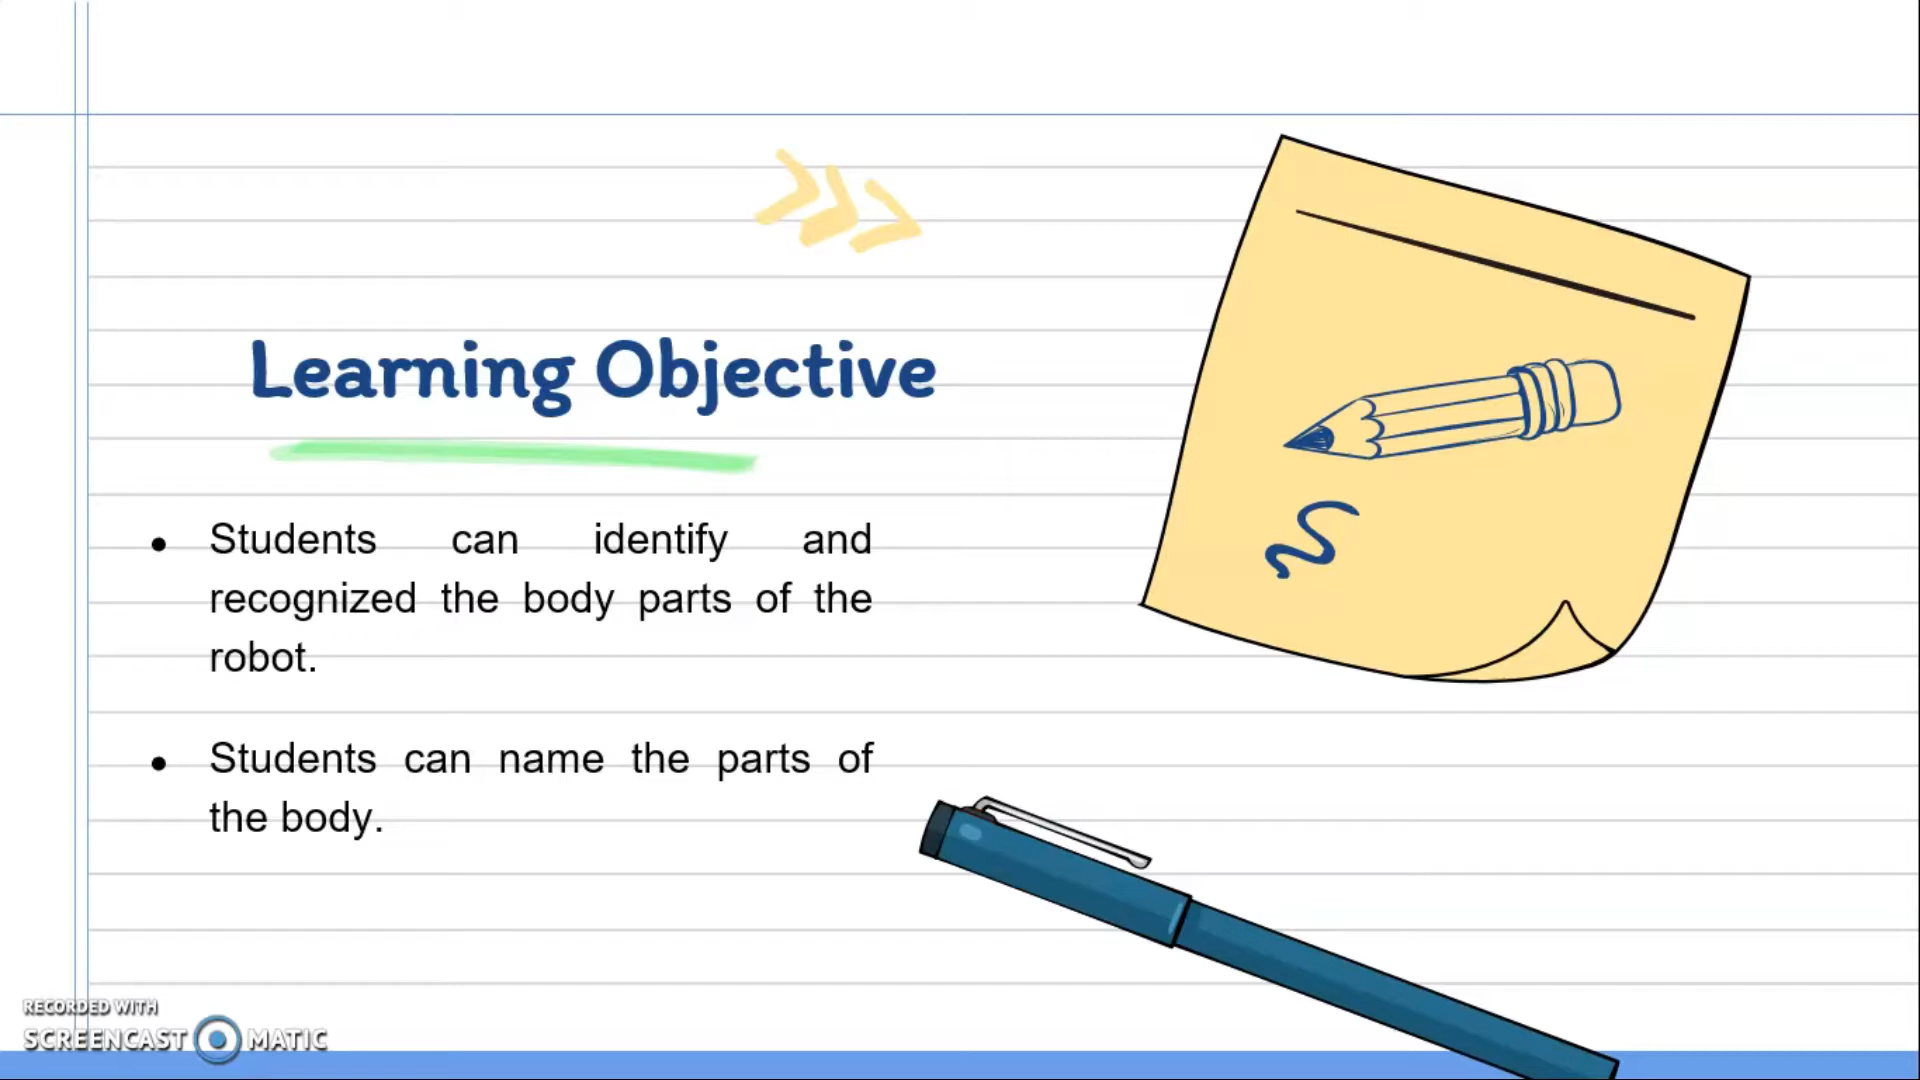 Learning Objective
• Students can identify and
recognized the body parts of the
robot.
• Students can name the parts of
the body.
RECORDED WITH
SCREENCAST MATIC